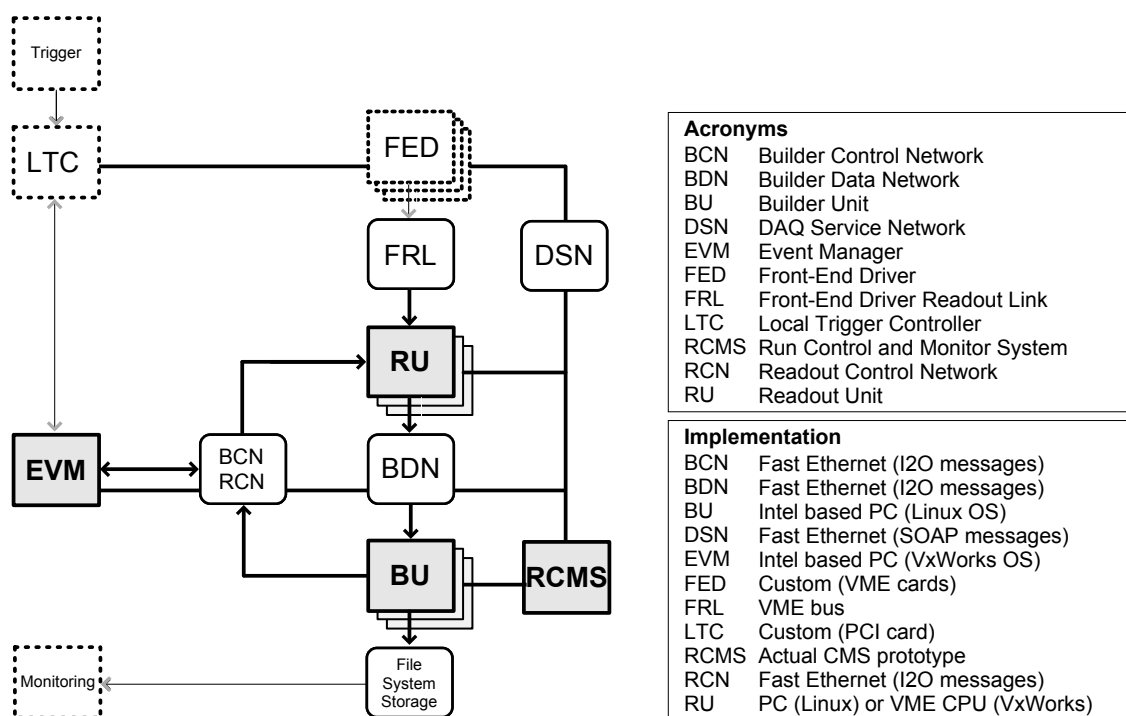 Trigger
LTC
FED
FRL
DSN
RU
EVM
BCN
RCN
BDN
BU
RCMS
File
System
Storage
Monitoring
Acronyms
BCN Builder Control Network
BDN Builder Data Network
BU Builder Unit
DSN DAQ Service Network
EVM Event Manager
FED Front-End Driver
FRL Front-End Driver Readout Link
LTC Local Trigger Controller
RCMS Run Control and Monitor System
RCN Readout Control Network
RU Readout Unit
Implementation
BCN Fast Ethernet (I2O messages)
BDN Fast Ethernet (I2O messages)
BU Intel based PC (Linux OS)
DSN Fast Ethernet (SOAP messages)
EVM Intel based PC (VxWorks OS)
FED Custom (VME cards)
FRL VME bus
LTC Custom (PCI card)
RCMS Actual CMS prototype
RCN Fast Ethernet (I2O messages)
RU PC (Linux) or VME CPU (VxWorks)